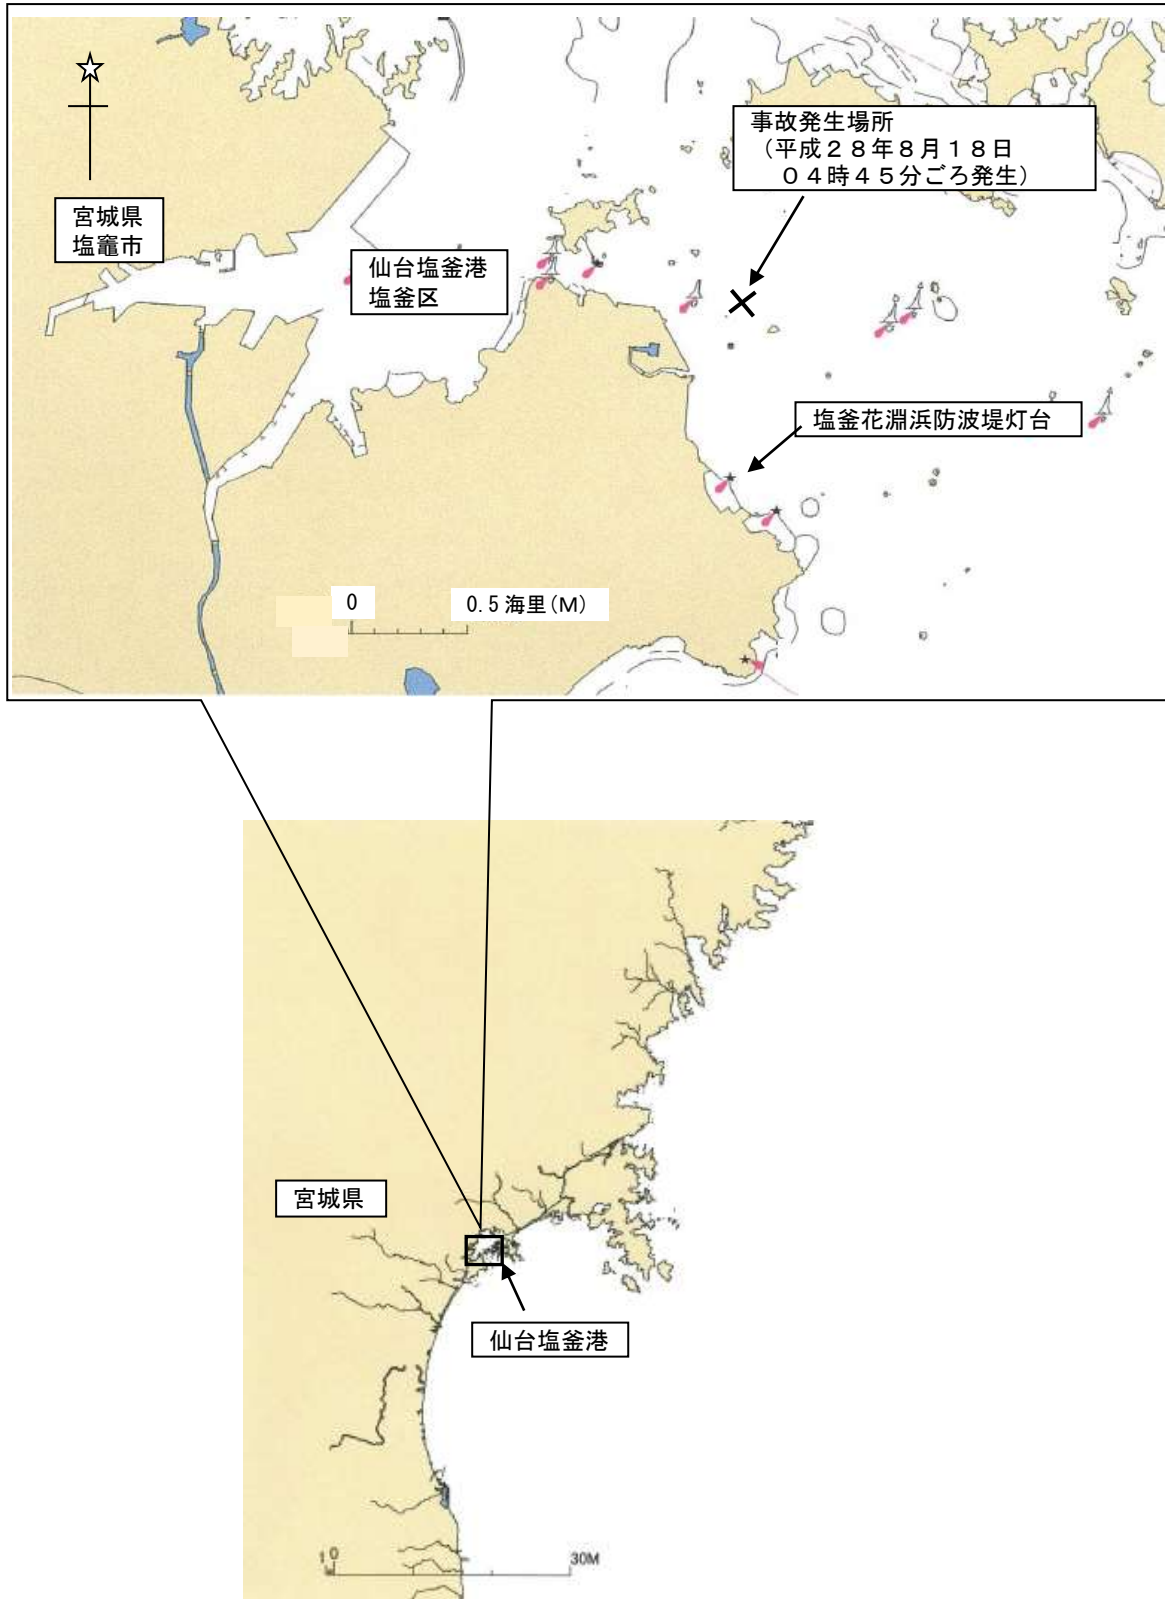 事故発生場所
（平成２８年８月１８日
０４時４５分ごろ発生）
宮城県
塩竈市
仙台塩釜港
塩釜区
塩釜花淵浜防波堤灯台
0
0.5海里(M)
宮城県
仙台塩釜港
10
30M